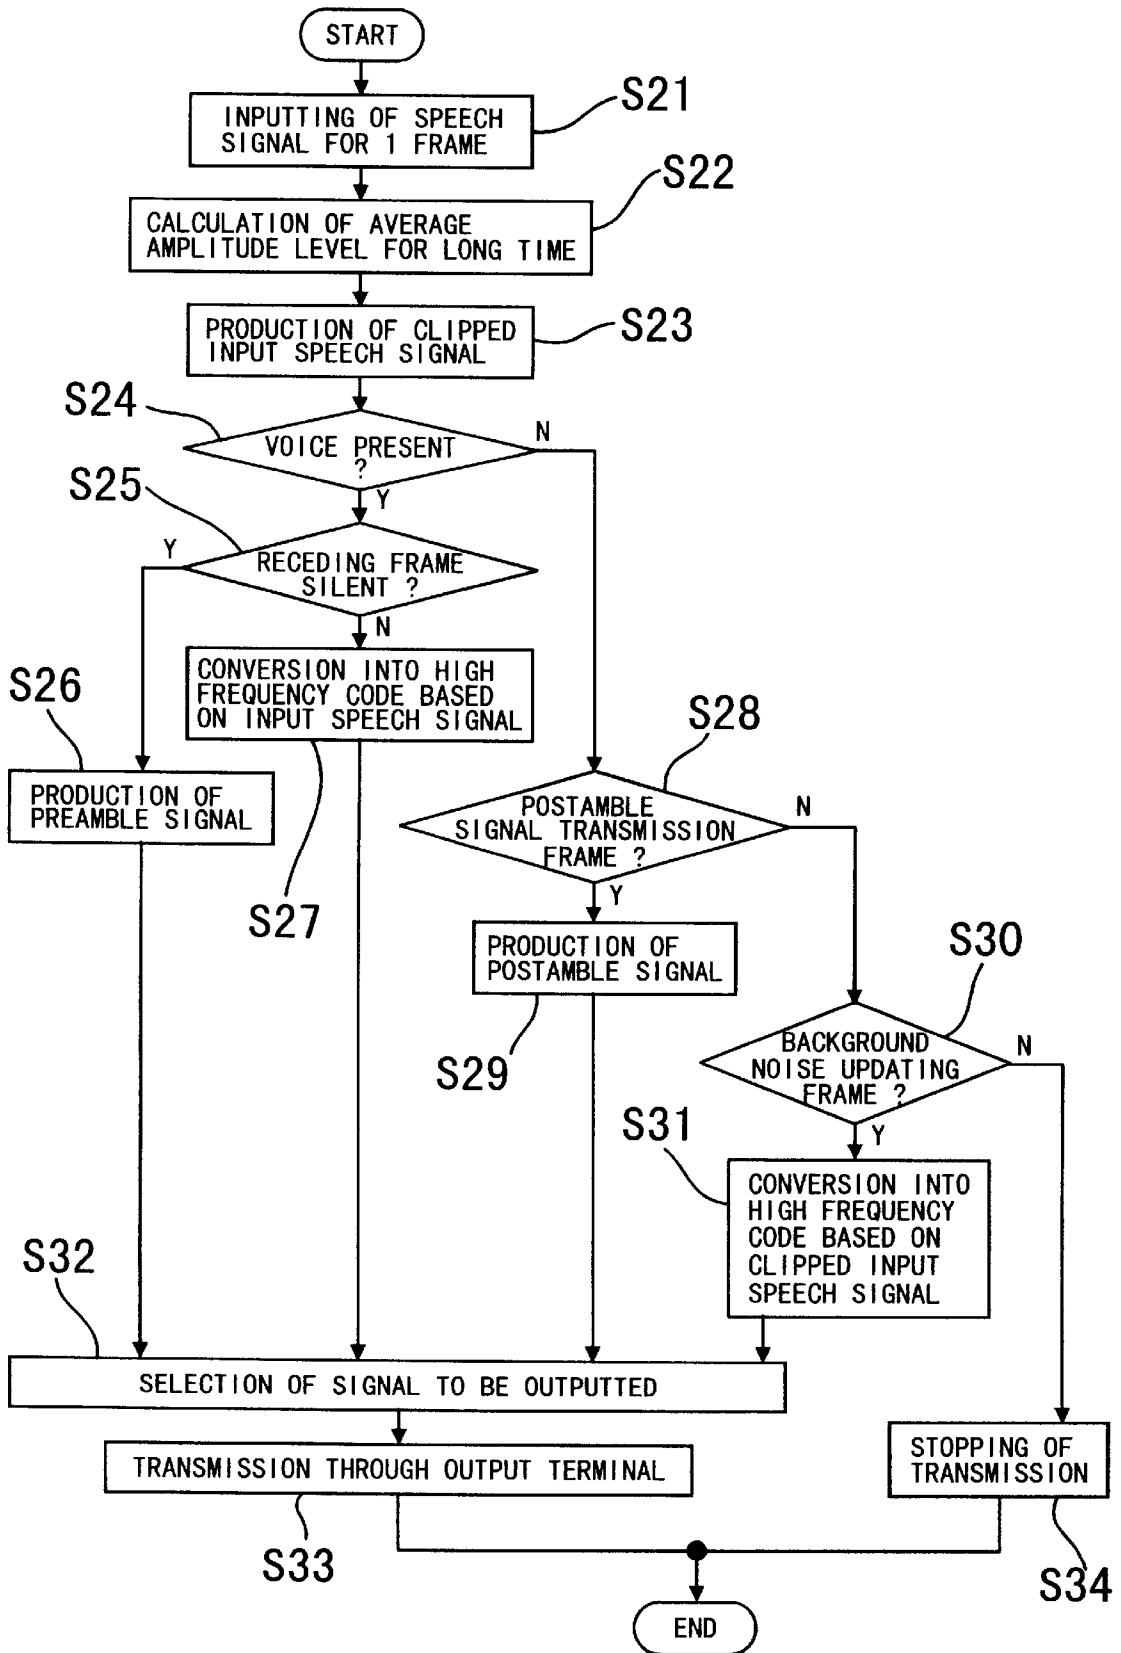 START
INPUTTING OF SPEECH
SIGNAL FOR 1 FRAME
S21
CALCULATION OF AVERAGE
AMPLITUDE LEVEL FOR LONG TIME
S22
PRODUCTION OF CLIPPED
INPUT SPEECH SIGNAL
S23
S24
VOICE PRESENT
?
N
Y
S25
RECEDING FRAME
SILENT ?
Y
N
S26
PRODUCTION OF
PREAMBLE SIGNAL
CONVERSION INTO HIGH
FREQUENCY CODE BASED
ON INPUT SPEECH SIGNAL
S27
S28
POSTAMBLE
SIGNAL TRANSMISSION
FRAME ?
N
Y
PRODUCTION OF
POSTAMBLE SIGNAL
S29
S30
BACKGROUND
NOISE UPDATING
FRAME ?
N
Y
S31
CONVERSION INTO
HIGH FREQUENCY
CODE BASED ON
CLIPPED INPUT
SPEECH SIGNAL
S32
SELECTION OF SIGNAL TO BE OUTPUTTED
TRANSMISSION THROUGH OUTPUT TERMINAL
S33
STOPPING OF
TRANSMISSION
S34
END